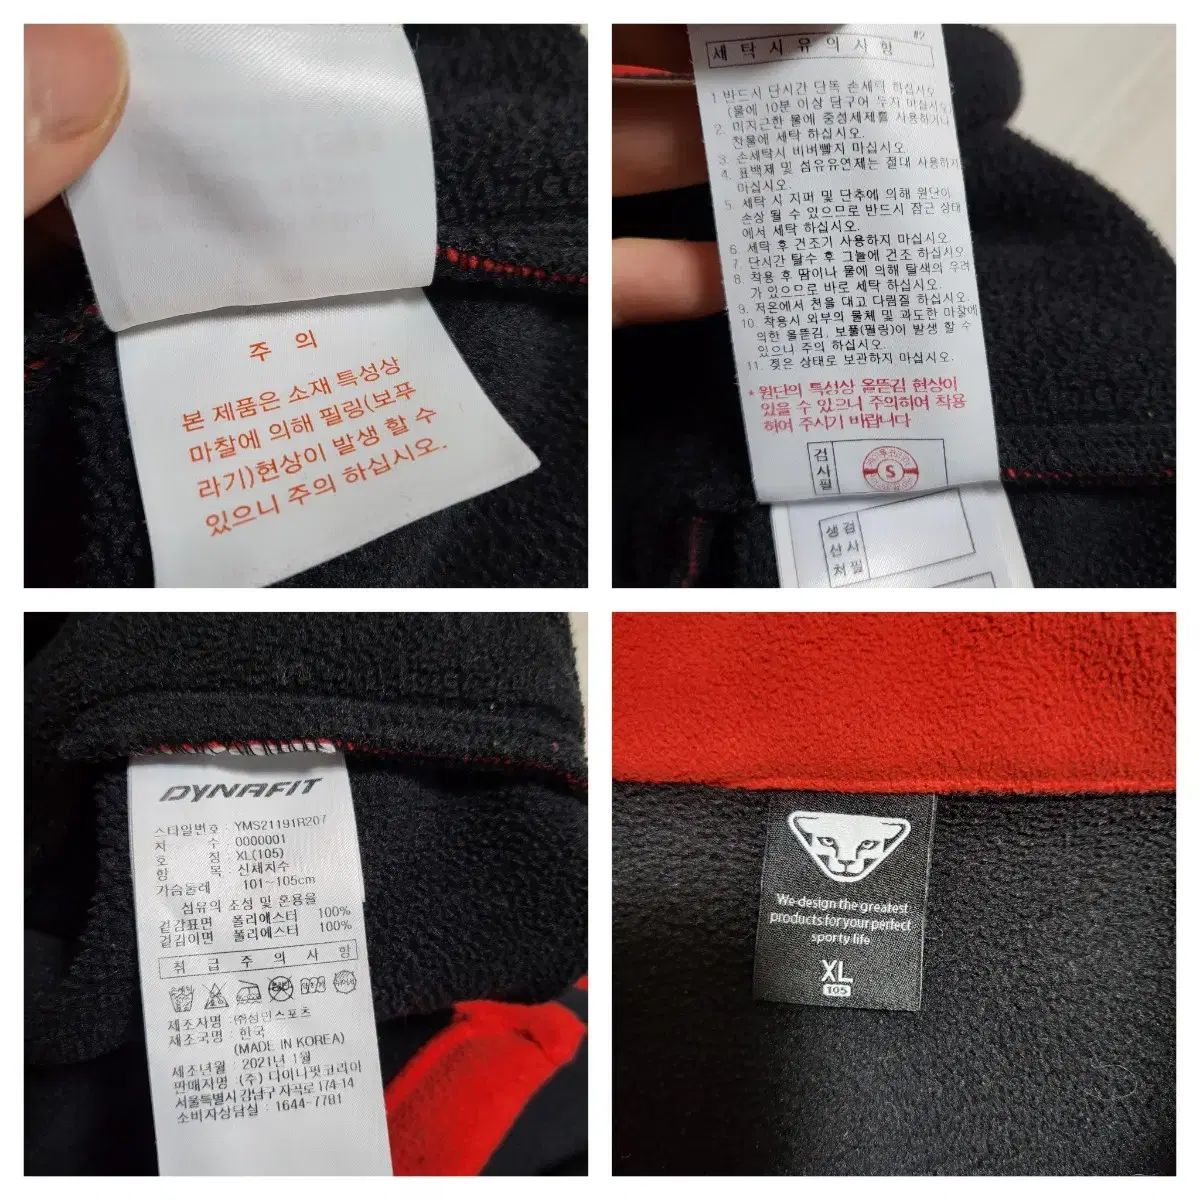 주 의
본 제품은 소재 특성상
마찰에 의해 필링(보푸
라기)현상이 발생 할 수
있으니 주의 하십시오.
#2
세 탁 시 유 의 사 항
1. 반드시 단시간 단독 손세탁 하십시오
(물에 10분 이상 담구어 두지 마십시오)
2. 미지근한 물에 중성세제를 사용하거나
찬물에 세탁 하십시오.
3. 손세탁시 비벼빨지 마십시오.
4. 표백제 및 섬유유연제는 절대 사용하지
마십시오.
5. 세탁 시 지퍼 및 단추에 의해 원단이
손상 될 수 있으므로 반드시 잠근 상태
에서 세탁 하십시오.
6. 세탁 후 건조기 사용하지 마십시오.
7. 단시간 탈수 후 그늘에 건조 하십시오.
8. 착용 후 땀이나 물에 의해 탈색의 우려
가 있으므로 바로 세탁 하십시오.
9. 저온에서 천을 대고 다림질 하십시오.
10. 착용시 외부의 물체 및 과도한 마찰에
의한 올뜯김, 보풀(필링)이 발생할 수
있으니 주의 하십시오.
11. 젖은 상태로 보관하지 마십시오.
* 원단의 특성상 올뜯김 현상이
있을 수 있으니 주의하여 착용
하여 주시기 바랍니다
검사필
S
생산처
검사필
DYNAFIT
스타일번호 : YMS21191R207
차 수 : 0000001
호 칭 : XL(105)
항 목 : 신체치수
가슴둘레 101~105cm
섬유의 조성 및 혼용율
겉감표면 폴리에스터 100%
겉감이면 폴리에스터 100%
취 급 주 의 사 항
제조자명 : (주)성민스포츠
제조국명 : 한국
(MADE IN KOREA)
제조년월 : 2021년 1월
판매자명 : (주) 다이나핏코리아
서울특별시 강남구 자곡로 174-14
소비자상담실 : 1644-7781
We design the greatest
products for your perfect
sporty life
XL
105